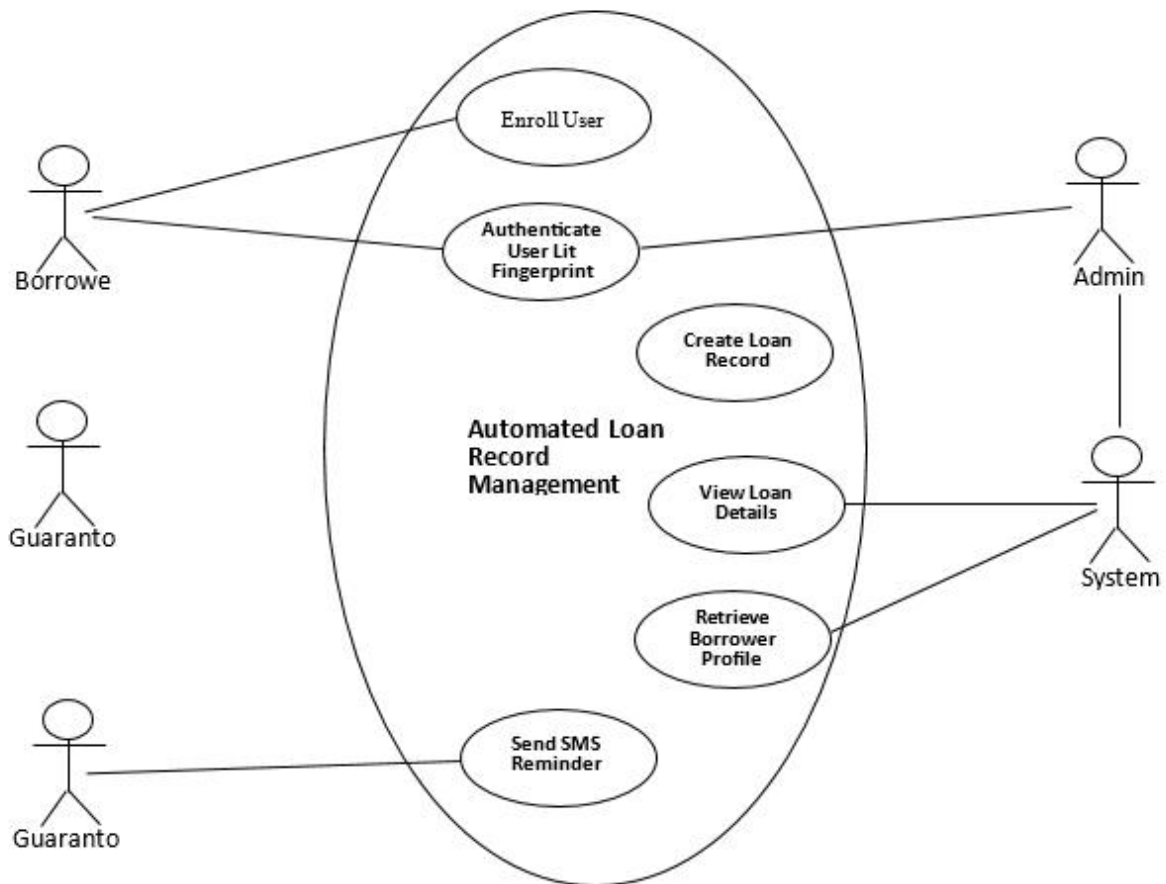 Enroll User
Authenticate
User Lit
Fingerprint
Borrowe
Admin
Create Loan
Record
Automated Loan
Record
Management
Guaranto
View Loan
Details
System
Retrieve
Borrower
Profile
Send SMS
Reminder
Guaranto